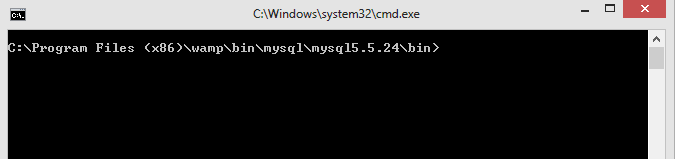 C:\Windows\system32\cmd.exe
C:\Program Files (x86)\wamp\bin\mysql\mysql5.5.24\bin>